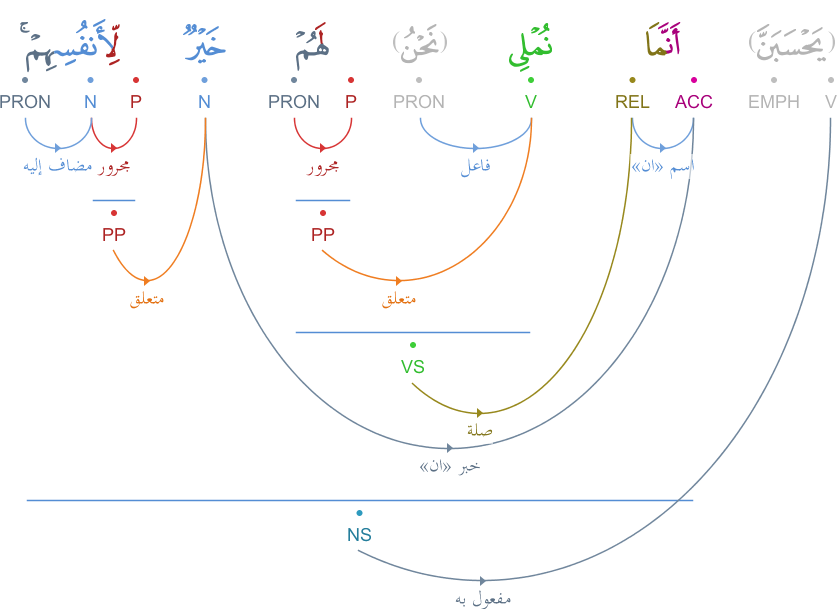 (يَحْسَبَنَّ) أَنَّمَا نُمْلِي (نَحْنُ) لَهُمْ خَيْرٌ لِّأَنفُسِهِمْ ۚ
PRON N P N PRON P PRON V REL ACC EMPH V
مضاف إليه مجرور مجرور فاعل اسم «ان»
PP PP
متعلق متعلق
VS
صلة
خبر «ان»
NS
مفعول به